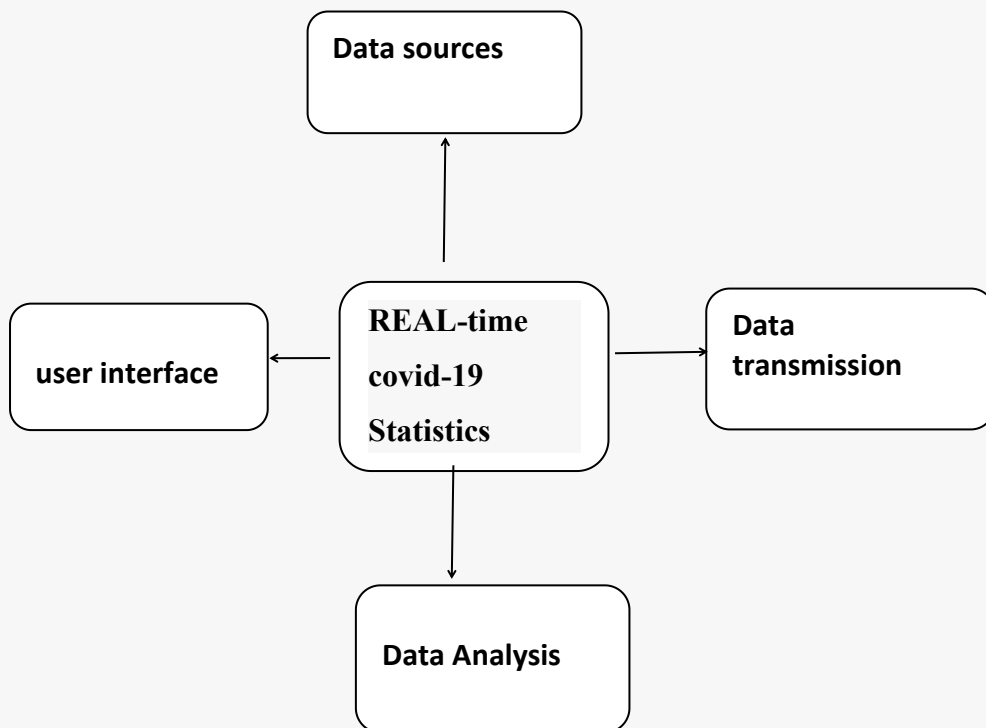 Data sources
user interface
REAL-time
covid-19
Statistics
Data
transmission
Data Analysis